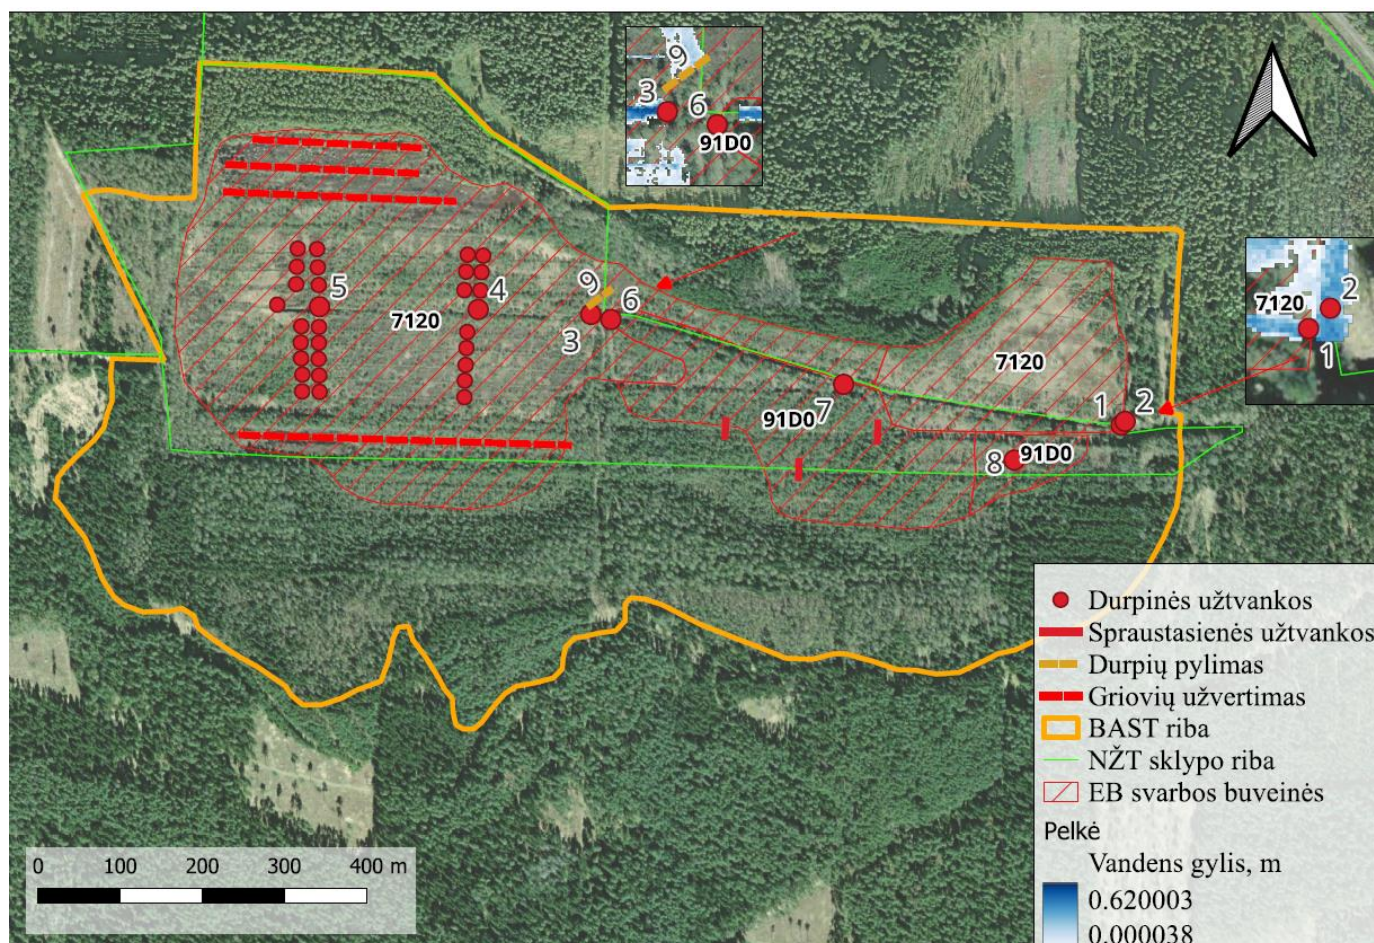 9
3
6
91D0
5
4
7120
9
6
3
7120
2
1
7120
1
2
7
91D0
8
91D0
Durpinės užtvankos
Spraustasienės užtvankos
Durpių pylimas
Griovių užvertimas
BAST riba
NŽT sklypo riba
EB svarbos buveinės
Pelkė
Vandens gylis, m
0.620003
0.000038
0 100 200 300 400 m